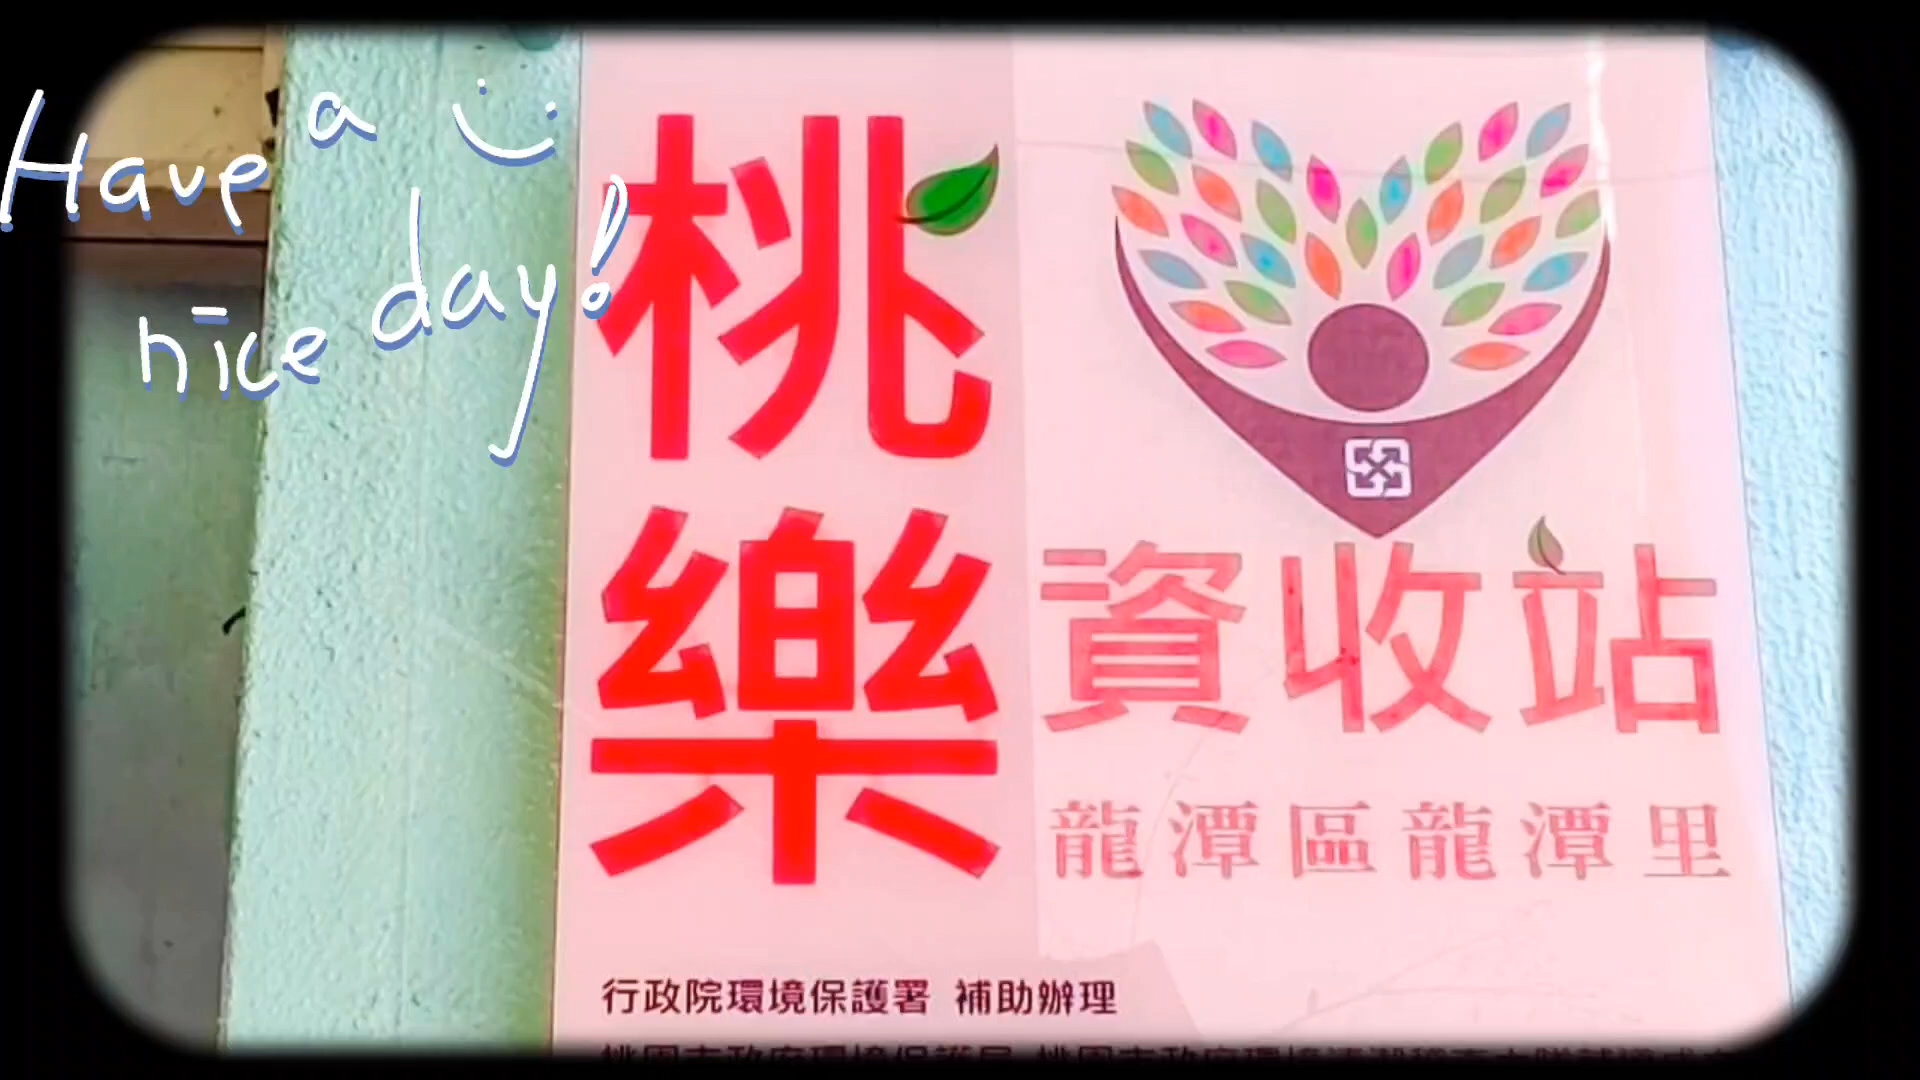 Have a
nice day!
桃樂
資收站
龍潭區龍潭里
行政院環境保護署 補助辦理